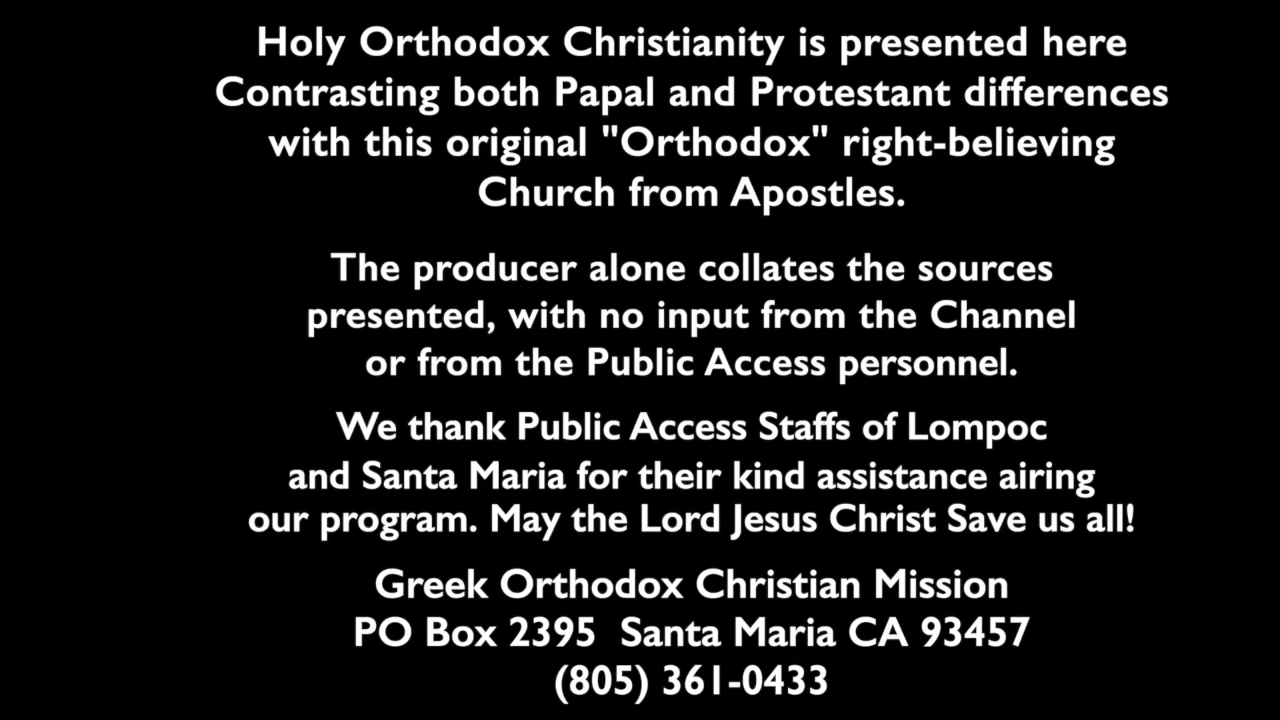 Holy Orthodox Christianity is presented here
Contrasting both Papal and Protestant differences
with this original "Orthodox" right-believing
Church from Apostles.
The producer alone collates the sources
presented, with no input from the Channel
or from the Public Access personnel.
We thank Public Access Staffs of Lompoc
and Santa Maria for their kind assistance airing
our program. May the Lord Jesus Christ Save us all!
Greek Orthodox Christian Mission
PO Box 2395 Santa Maria CA 93457
(805) 361-0433